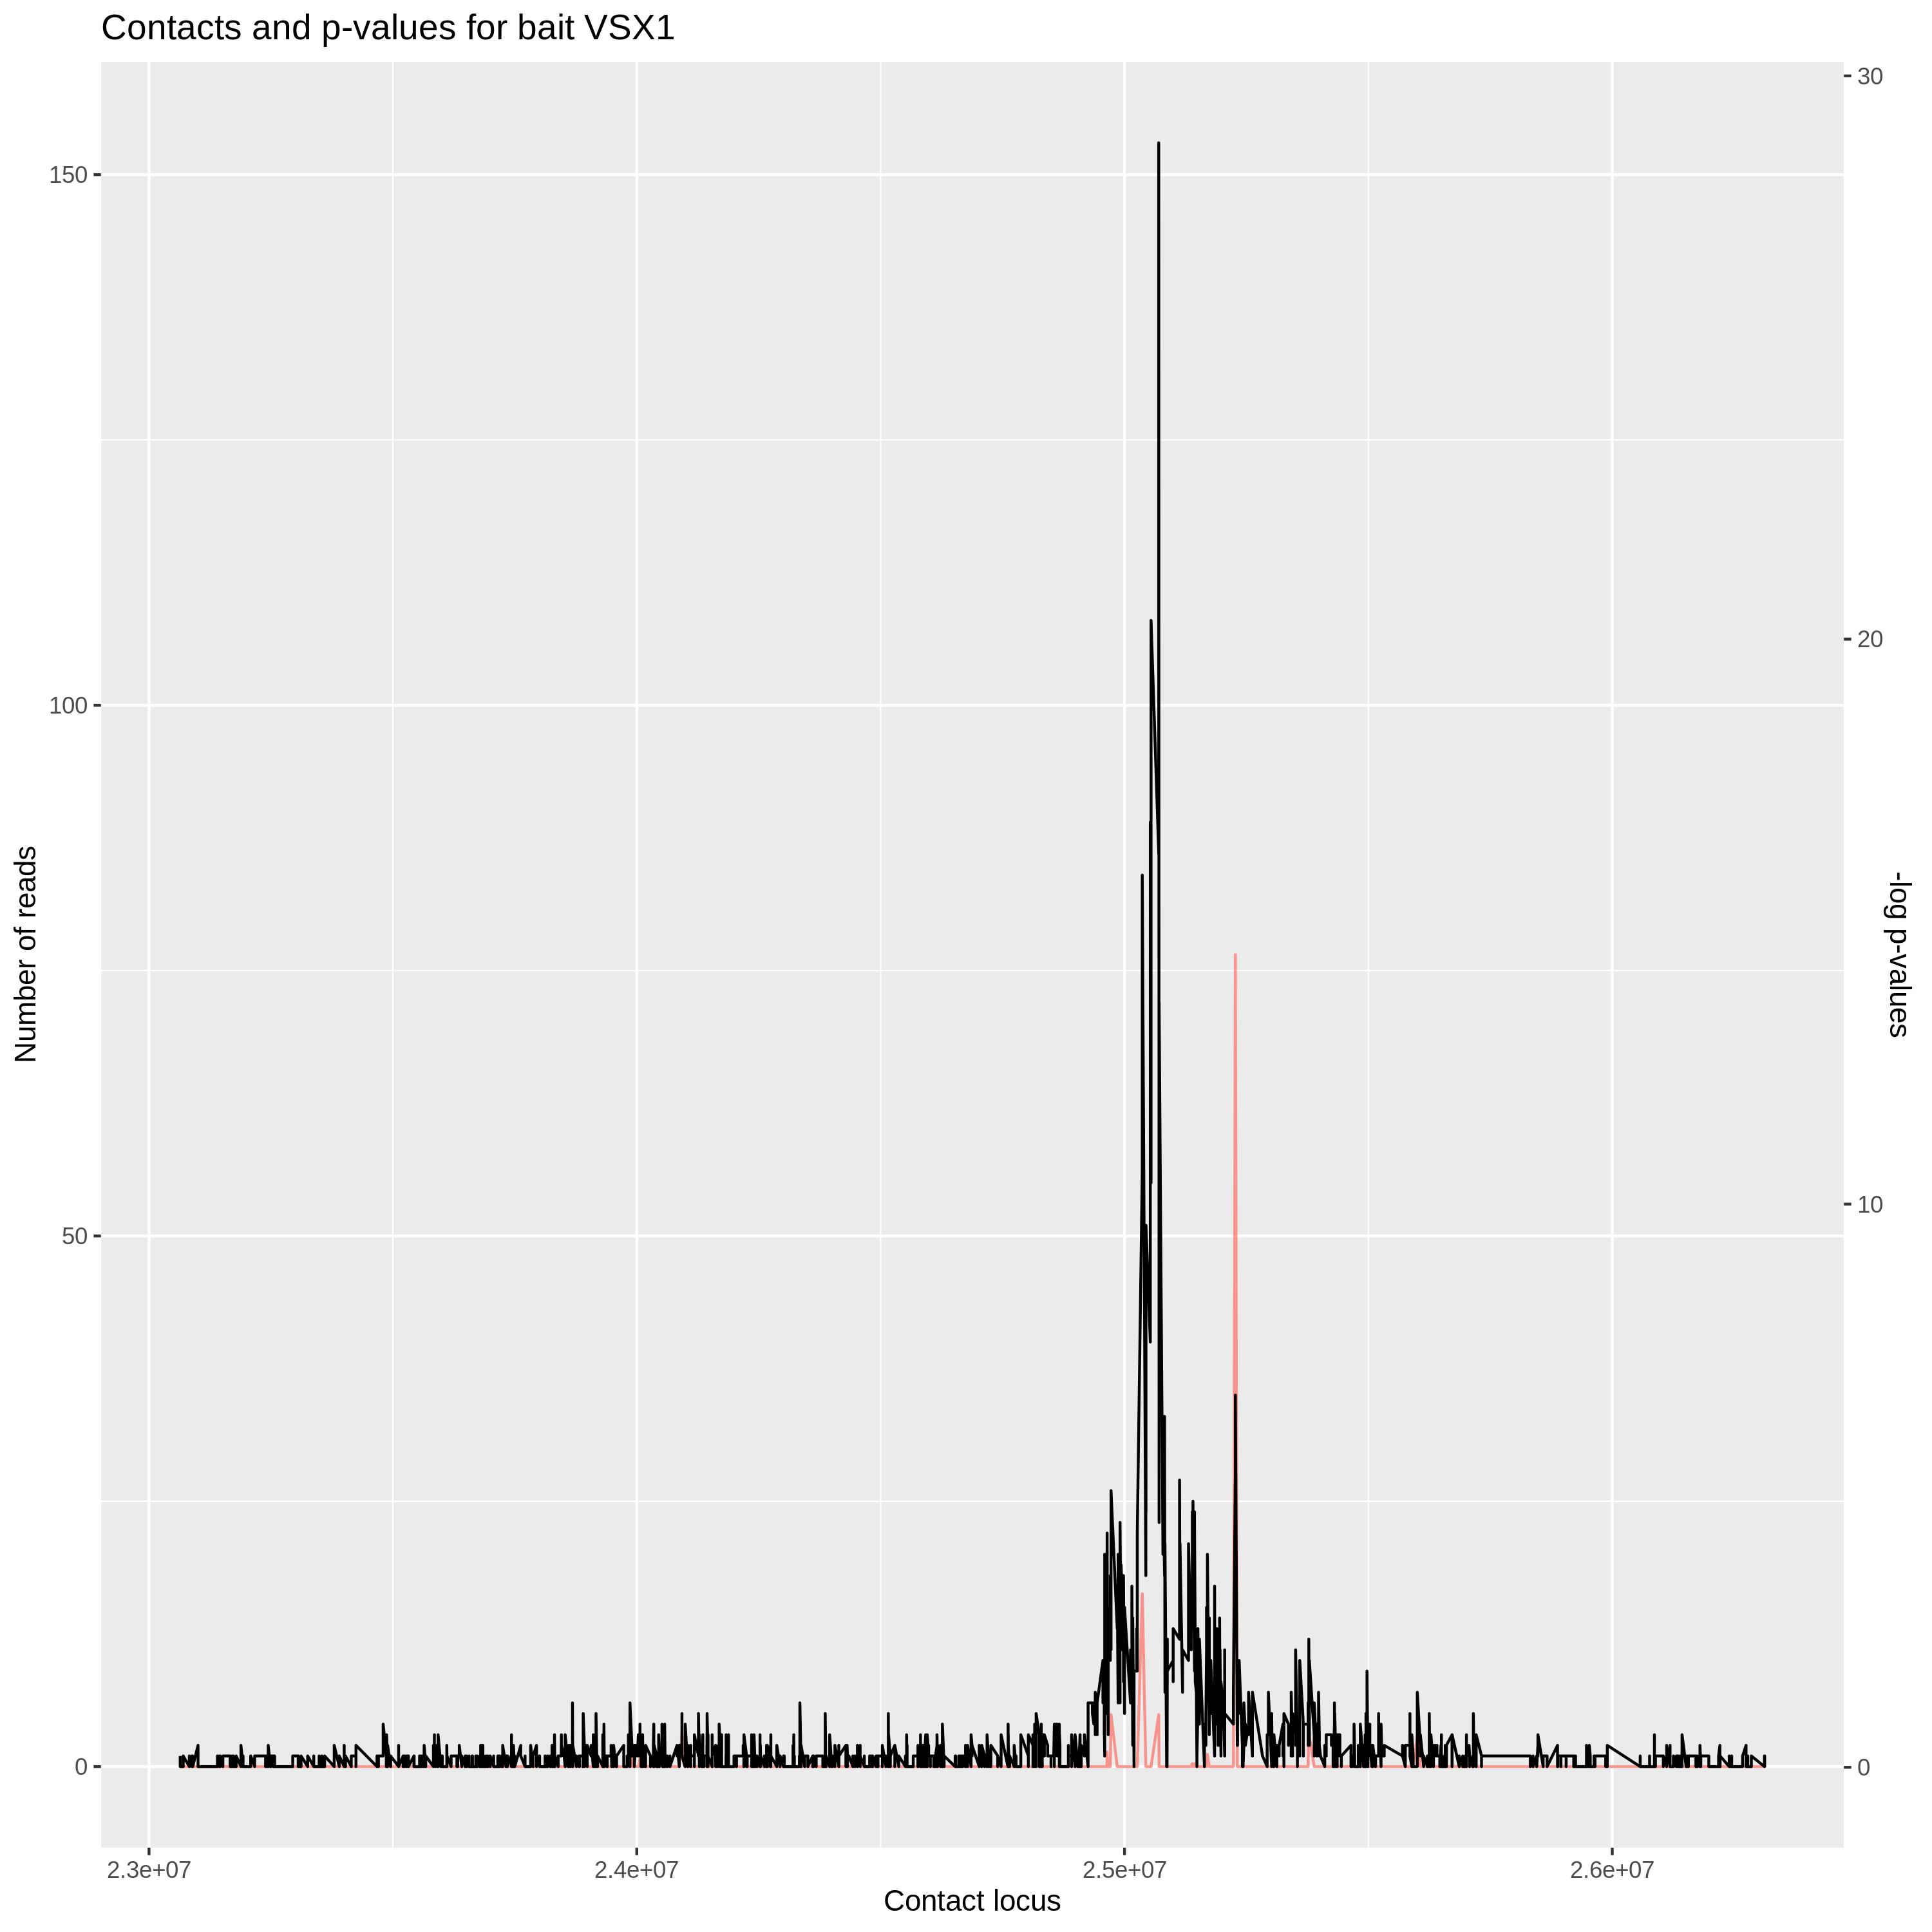 Contacts and p-values for bait VSX1
30
150
20
100
Number of reads
-log p-values
10
50
0
0
2.3e+07
2.4e+07
2.5e+07
2.6e+07
Contact locus